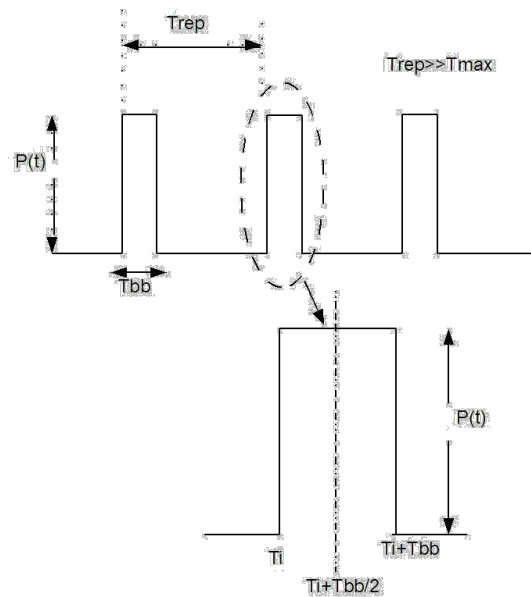 Trep
Trep>>Tmax
P(t)
Tbb
P(t)
Ti
Ti+Tbb
Ti+Tbb/2